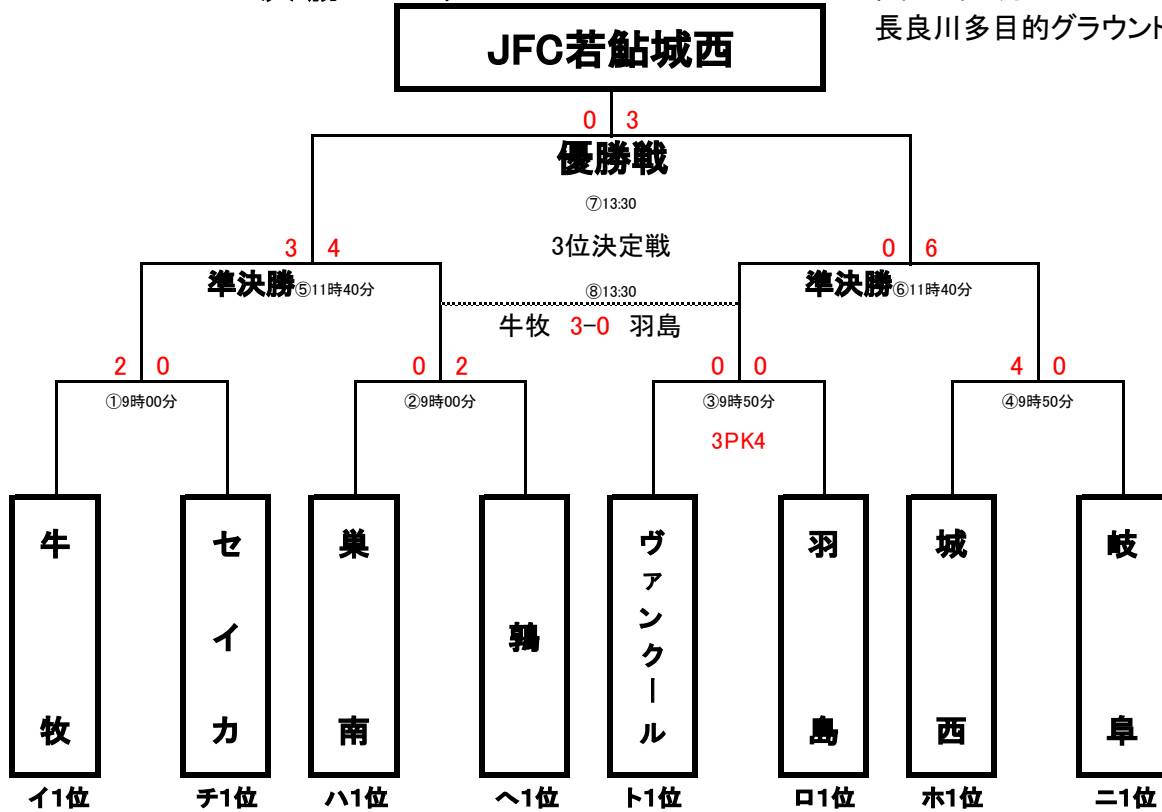 長良川多目的グラウンド
JFC若鮎城西
0 3
優勝戦
⑦13:30
3位決定戦
3 4
0 6
準決勝⑤11時40分
⑧13:30
準決勝⑥11時40分
牛牧 3-0 羽島
2 0
0 2
0 0
4 0
①9時00分
②9時00分
③9時50分
④9時50分
3PK4
牛牧
セイカ
巣南
鶉
ヴァンクール
羽島
城西
岐阜
イ1位
チ1位
ハ1位
ヘ1位
ト1位
ロ1位
ホ1位
ニ1位